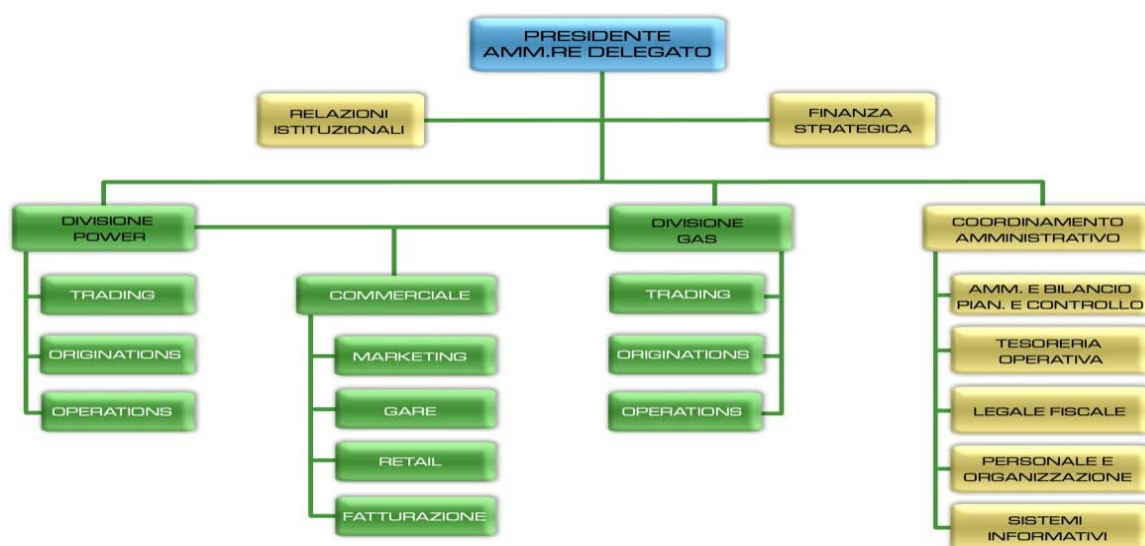 PRESIDENTE
AMM.RE DELEGATO
RELAZIONI
ISTITUZIONALI
FINANZA
STRATEGICA
DIVISIONE
POWER
TRADING
ORIGINATIONS
OPERATIONS
COMMERCIALE
MARKETING
GARE
RETAIL
FATTURAZIONE
DIVISIONE
GAS
TRADING
ORIGINATIONS
OPERATIONS
COORDINAMENTO
AMMINISTRATIVO
AMM. E BILANCIO
PIAN. E CONTROLLO
TESORERIA
OPERATIVA
LEGALE FISCALE
PERSONALE E
ORGANIZZAZIONE
SISTEMI
INFORMATIVI